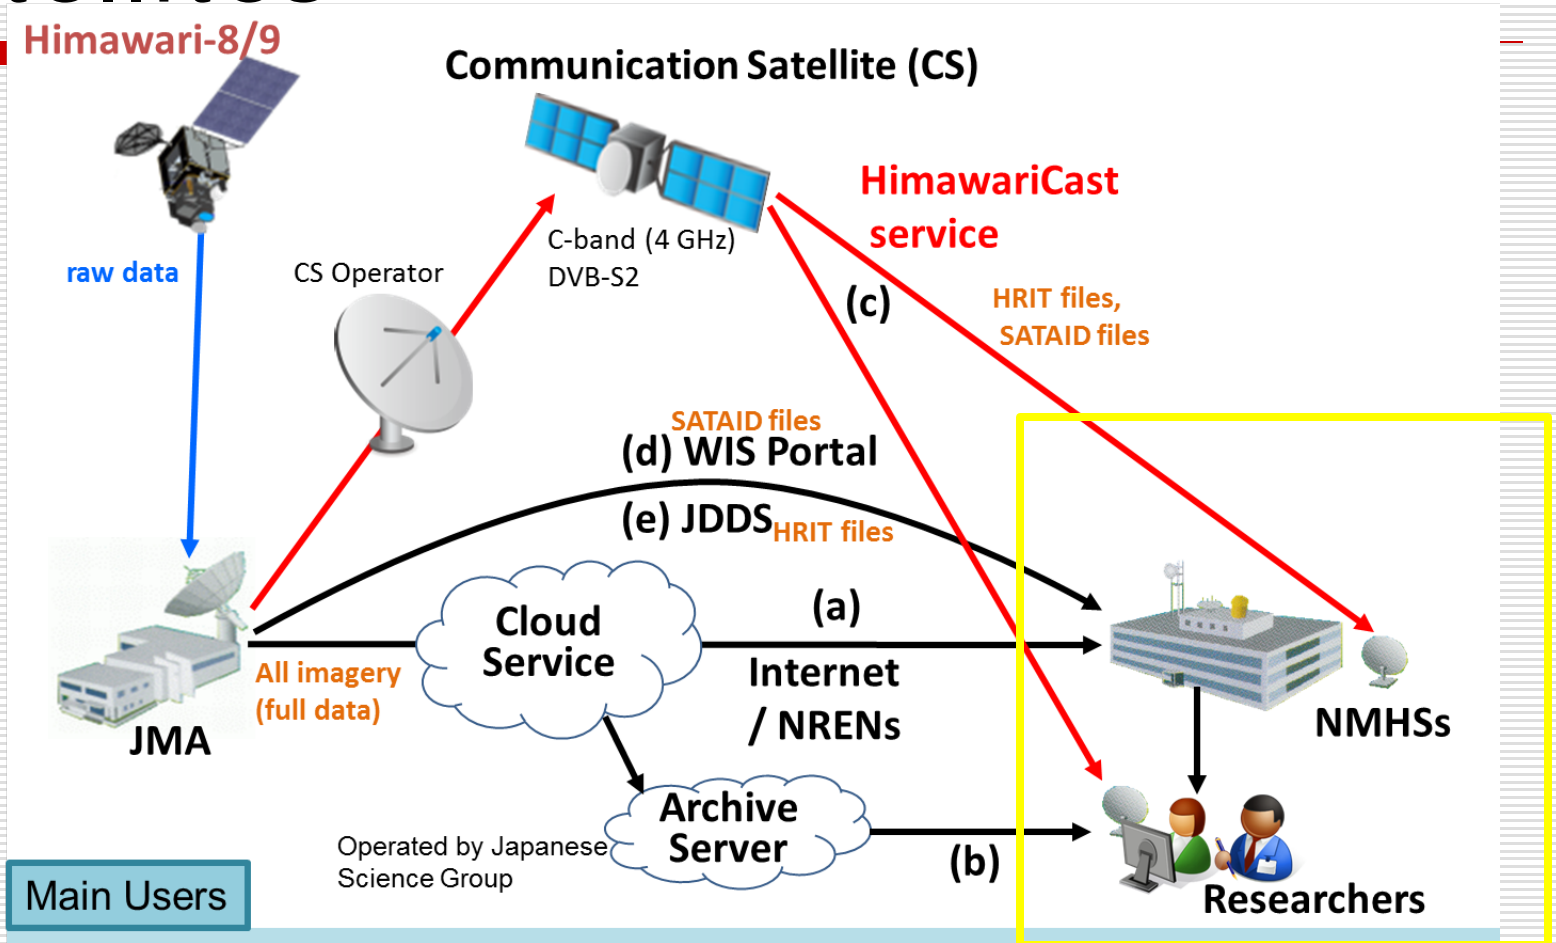 Himawari-8/9
Communication Satellite (CS)
HimawariCast
service
C-band (4 GHz)
DVB-S2
raw data
CS Operator
(c)
HRIT files,
SATAID files
SATAID files
(d) WIS Portal
(e) JDDS
HRIT files
Cloud
Service
(a)
All imagery
(full data)
Internet
/ NRENs
JMA
NMHSs
Archive
Server
Operated by Japanese
Science Group
(b)
Main Users
Researchers